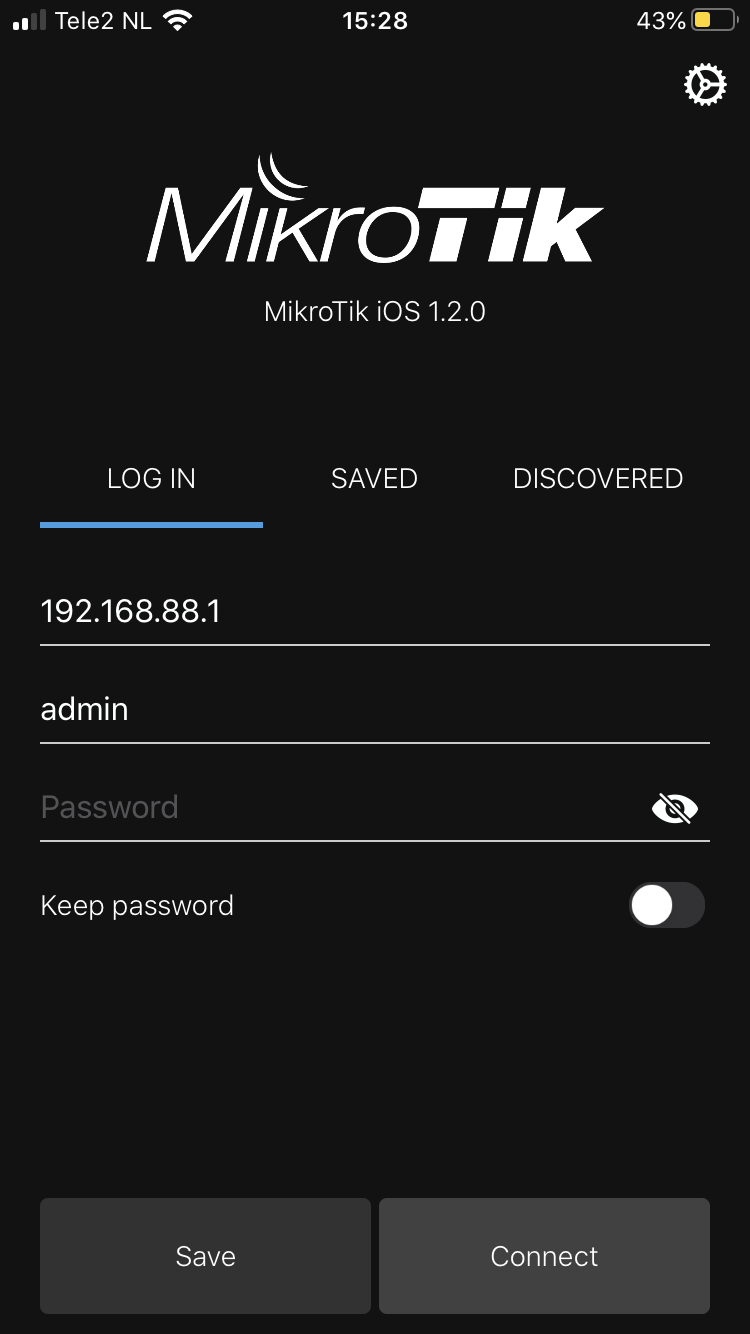 Tele2 NL 15:28 43%
MikroTik
MikroTik iOS 1.2.0
LOG IN SAVED DISCOVERED
192.168.88.1
admin
Password
Keep password
Save Connect